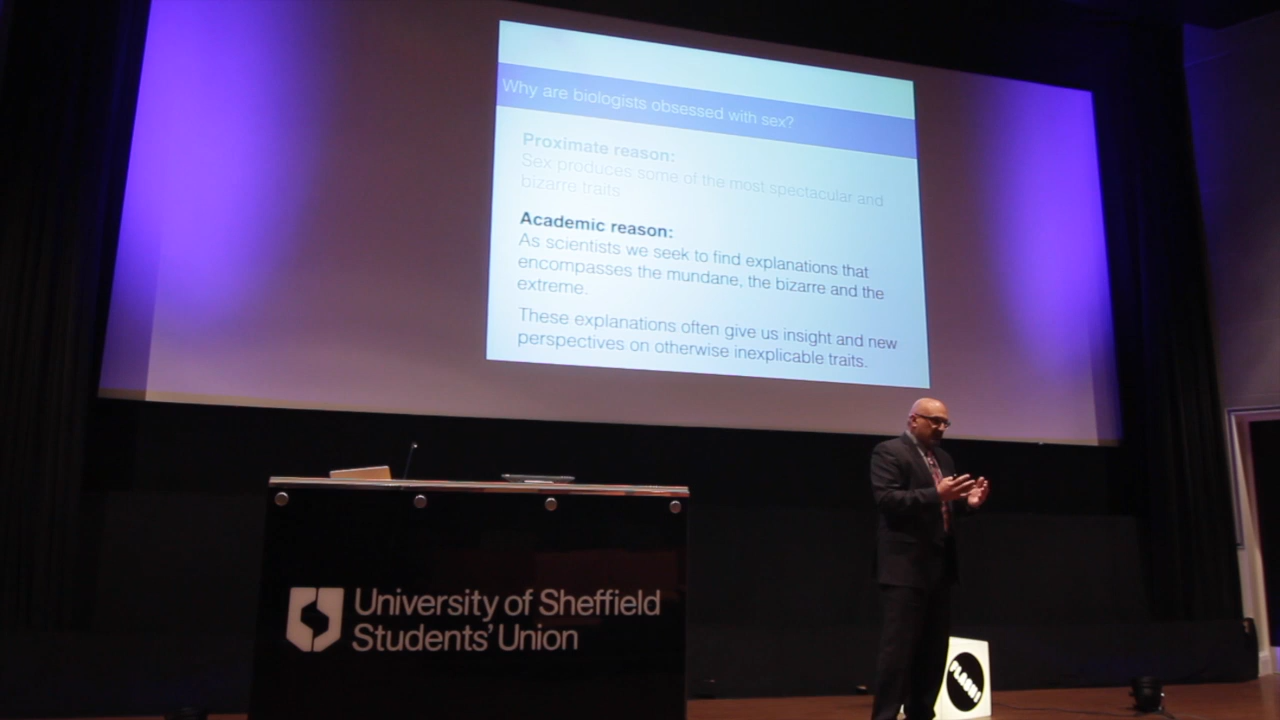 Why are biologists obsessed with sex?
Proximate reason:
Sex produces some of the most spectacular and
bizarre traits
Academic reason:
As scientists we seek to find explanations that
encompasses the mundane, the bizarre and the
extreme.
These explanations often give us insight and new
perspectives on otherwise inexplicable traits.
University of Sheffield
Students' Union
FLASH!